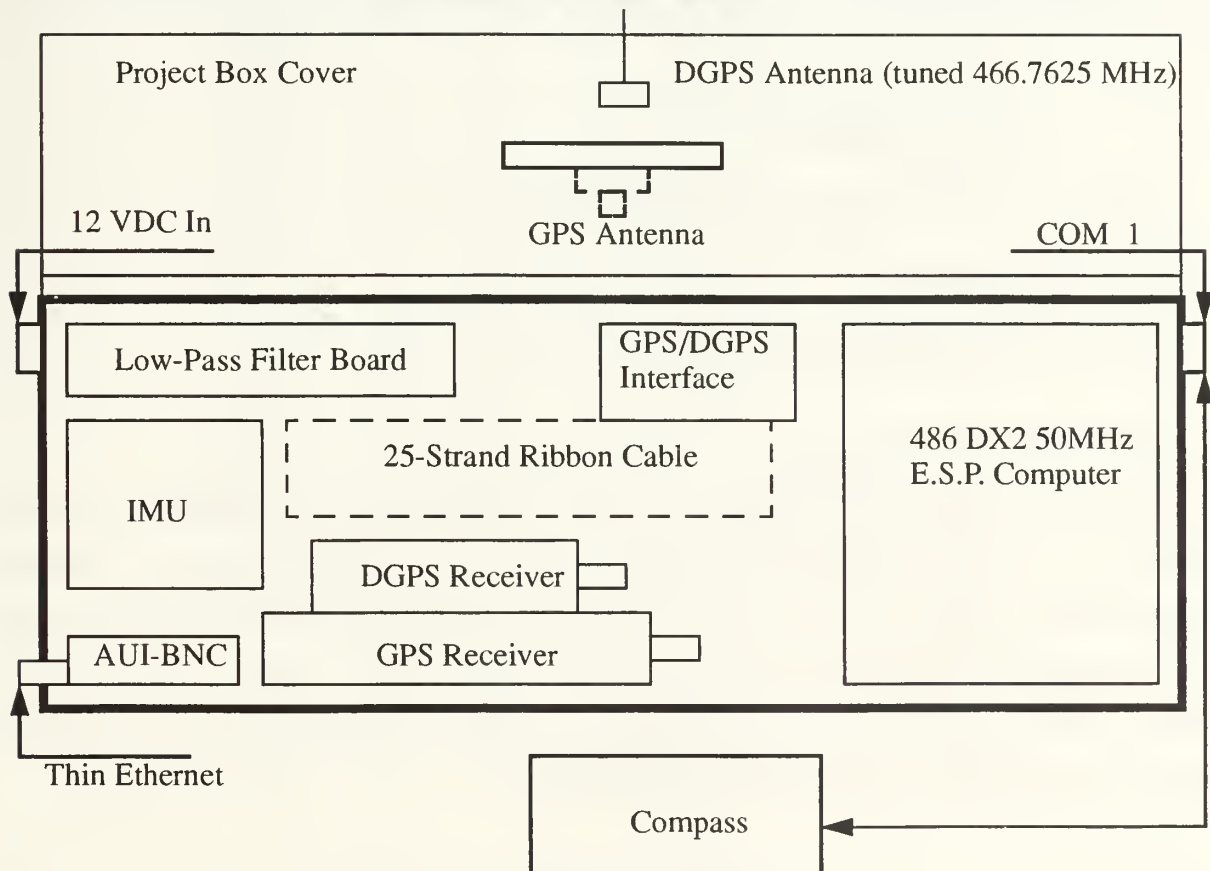 Project Box Cover
DGPS Antenna (tuned 466.7625 MHz)
12 VDC In
GPS Antenna
COM 1
Low-Pass Filter Board
GPS/DGPS
Interface
25-Strand Ribbon Cable
486 DX2 50MHz
E.S.P. Computer
IMU
DGPS Receiver
AUI-BNC
GPS Receiver
Thin Ethernet
Compass